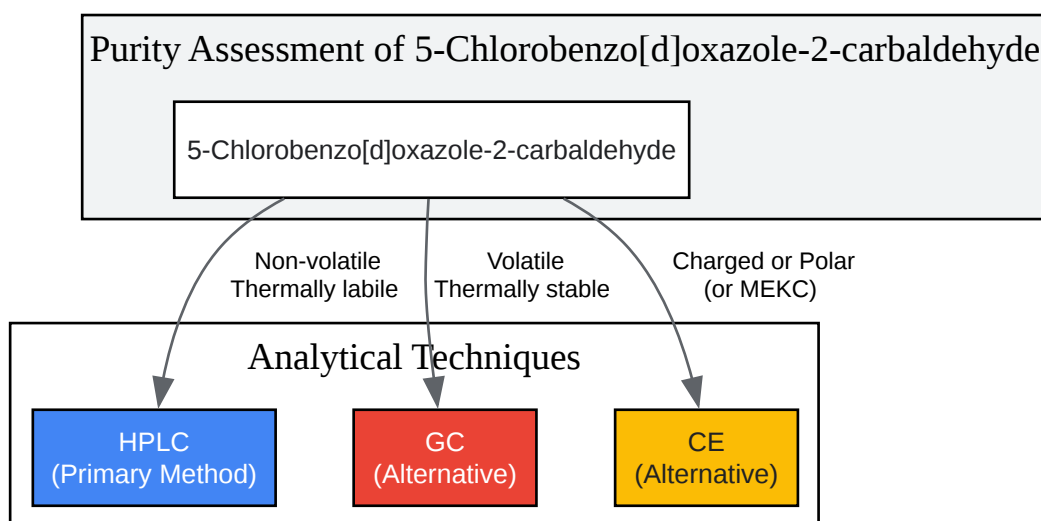 Purity Assessment of 5-Chlorobenzo[d]oxazole-2-carbaldehyde
5-Chlorobenzo[d]oxazole-2-carbaldehyde
Non-volatile
Thermally labile
Volatile
Thermally stable
Charged or Polar
(or MEKC)
Analytical Techniques
HPLC
(Primary Method)
GC
(Alternative)
CE
(Alternative)